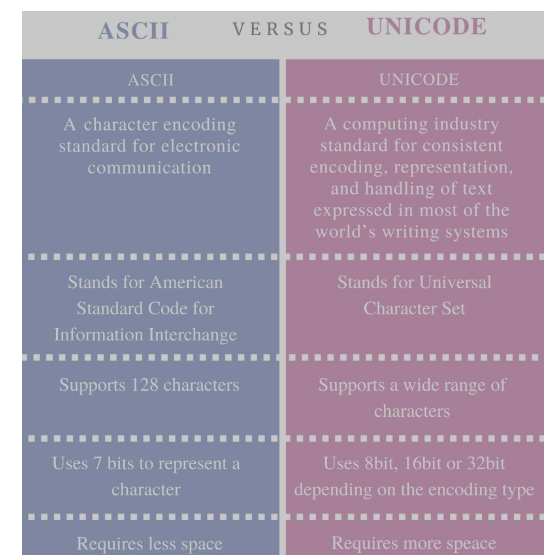 ASCII VERSUS UNICODE
ASCII
A character encoding
standard for electronic
communication
Stands for American
Standard Code for
Information Interchange
Supports 128 characters
Uses 7 bits to represent a
character
Requires less space
UNICODE
A computing industry
standard for consistent
encoding, representation,
and handling of text
expressed in most of the
world's writing systems
Stands for Universal
Character Set
Supports a wide range of
characters
Uses 8bit, 16bit or 32bit
depending on the encoding type
Requires more speace